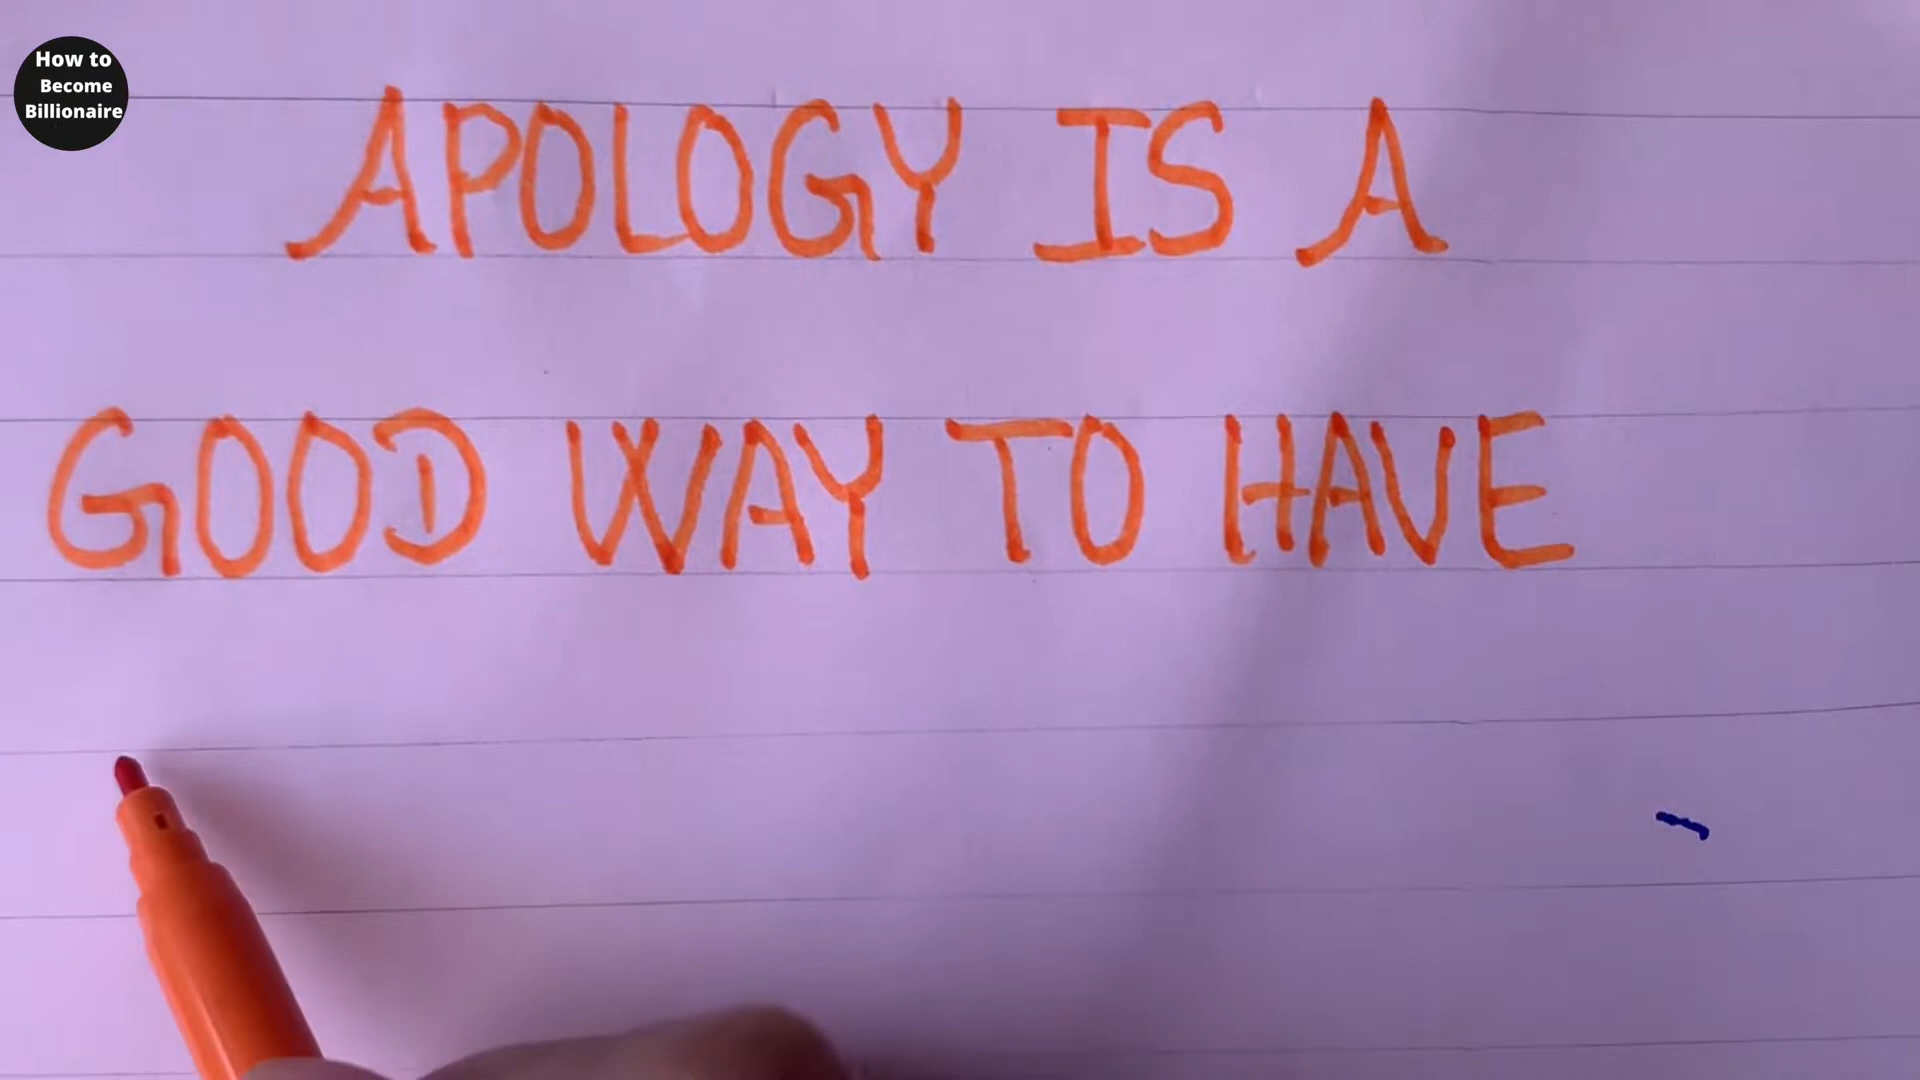 How to
Become
Billionaire
APOLOGY IS A
GOOD WAY TO HAVE